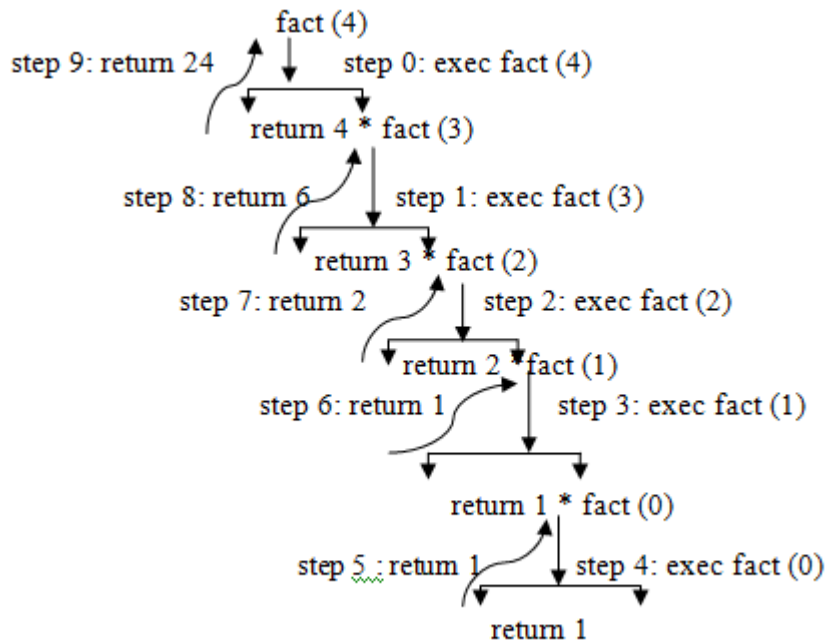 fact (4)
step 9: return 24
step 0: exec fact (4)
return 4 * fact (3)
step 8: return 6
step 1: exec fact (3)
return 3 * fact (2)
step 7: return 2
step 2: exec fact (2)
return 2 *fact (1)
step 6: return 1
step 3: exec fact (1)
return 1 * fact (0)
step 5 : return 1
step 4: exec fact (0)
return 1